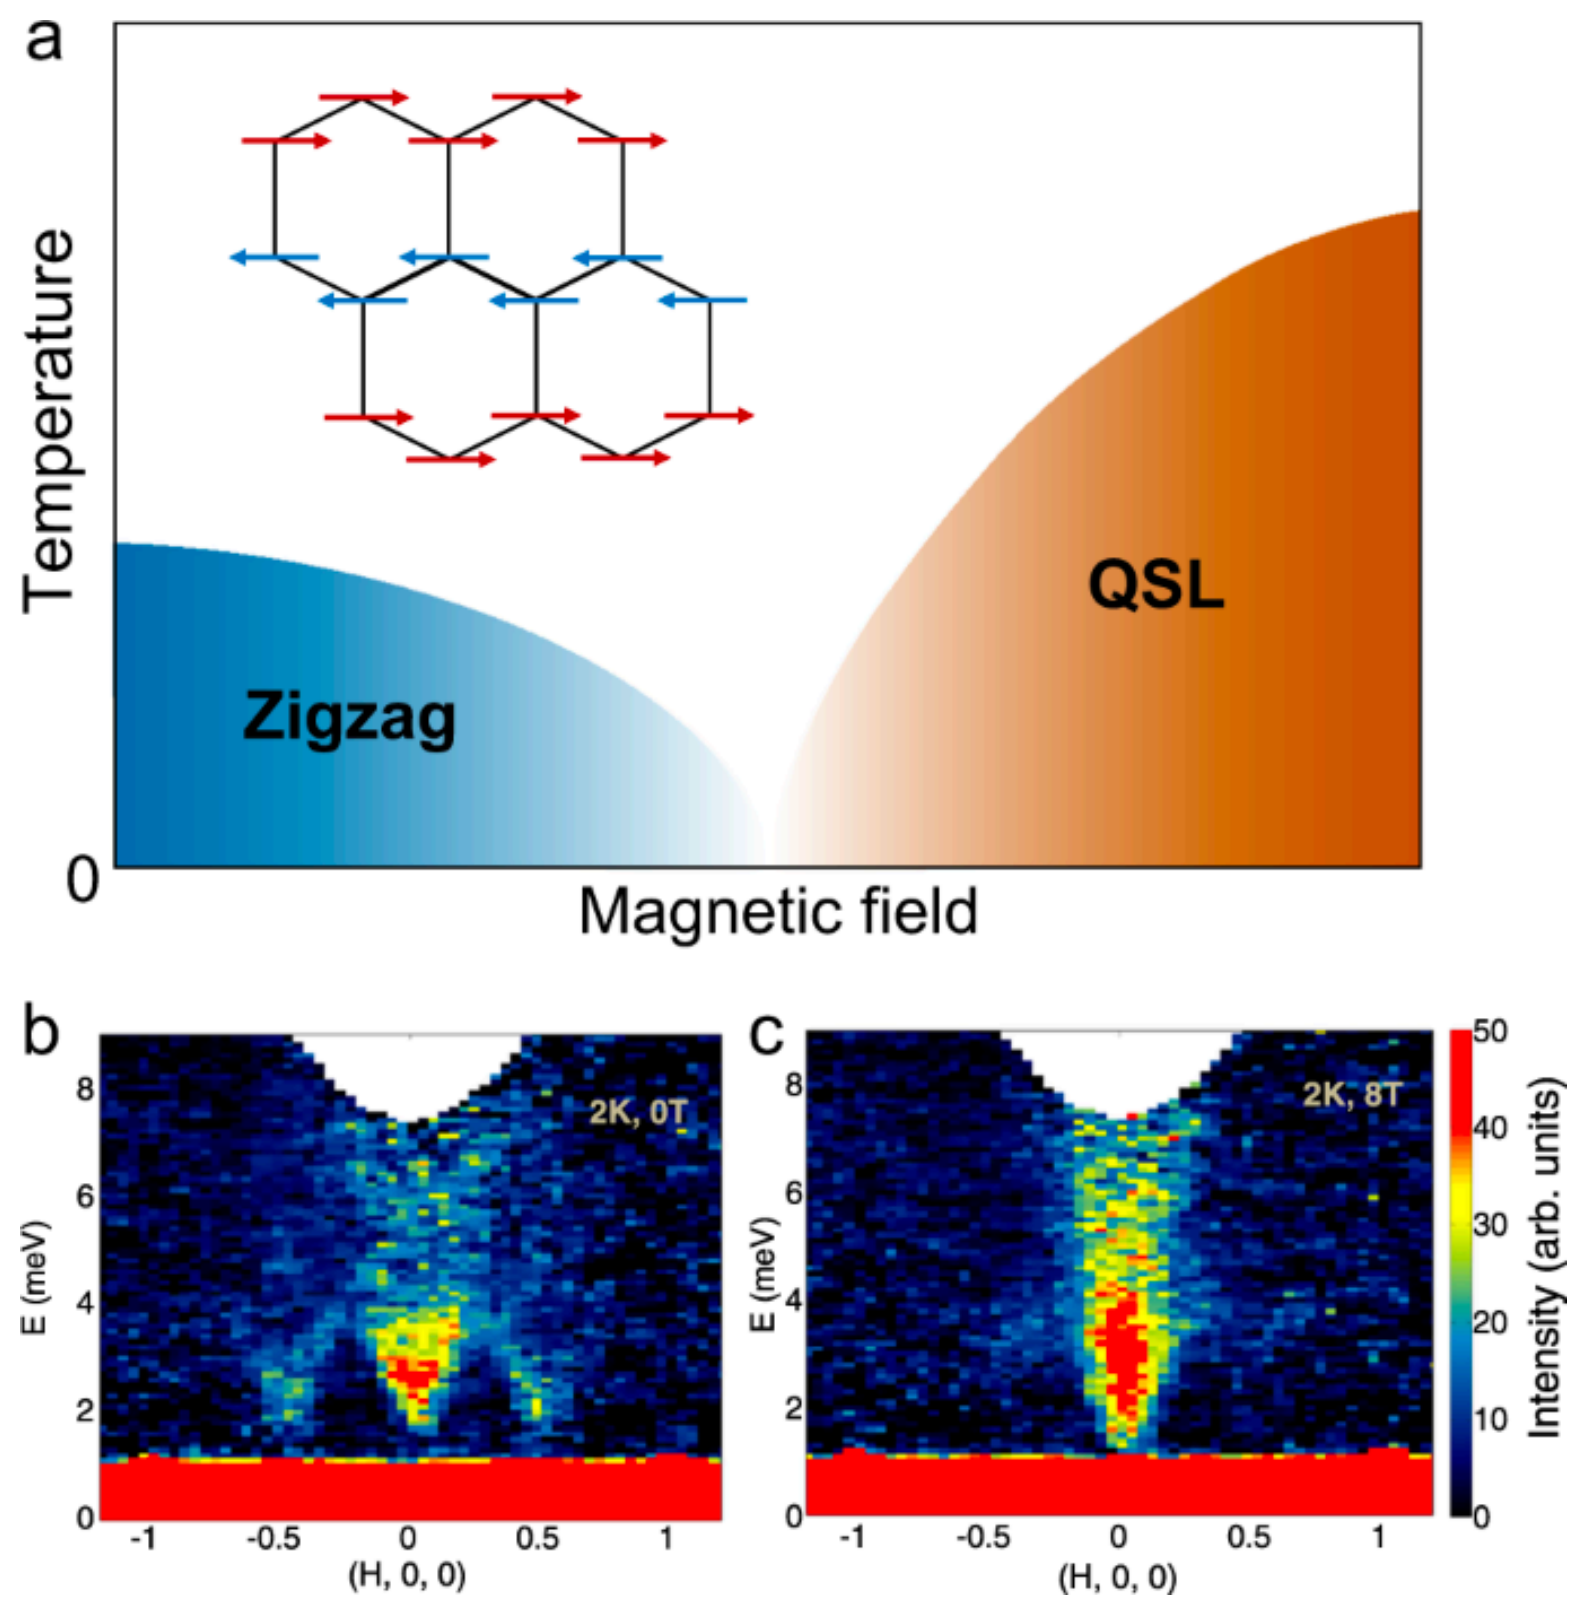 a
Temperature
Zigzag
QSL
0
Magnetic field
b
2K, 0T
8
6
4
2
0
E (meV)
-1 -0.5 0 0.5 1
(H, 0, 0)
c
2K, 8T
8
6
4
2
0
E (meV)
-1 -0.5 0 0.5 1
(H, 0, 0)
50
40
30
20
10
0
Intensity (arb. units)